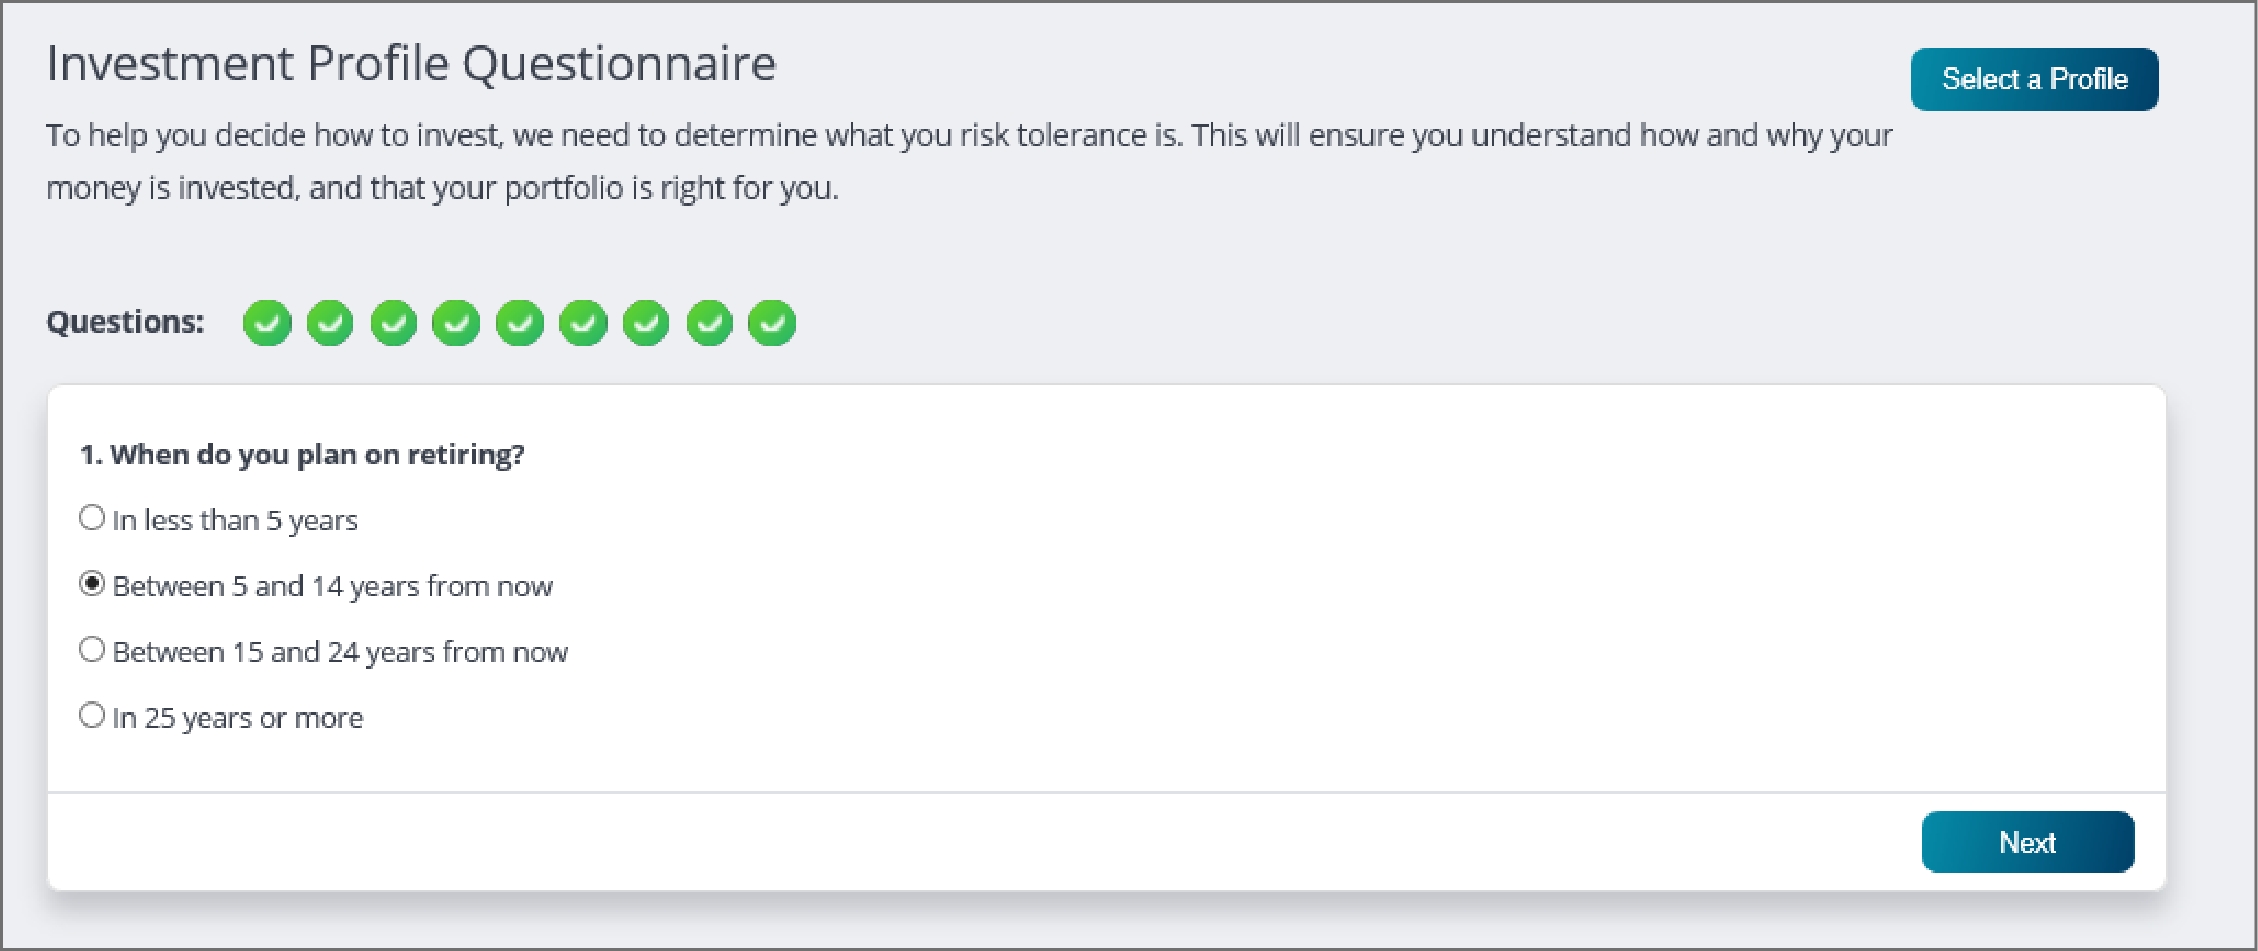 Investment Profile Questionnaire
Select a Profile
To help you decide how to invest, we need to determine what you risk tolerance is. This will ensure you understand how and why your
money is invested, and that your portfolio is right for you.
Questions:
1. When do you plan on retiring?
In less than 5 years
Between 5 and 14 years from now
Between 15 and 24 years from now
In 25 years or more
Next